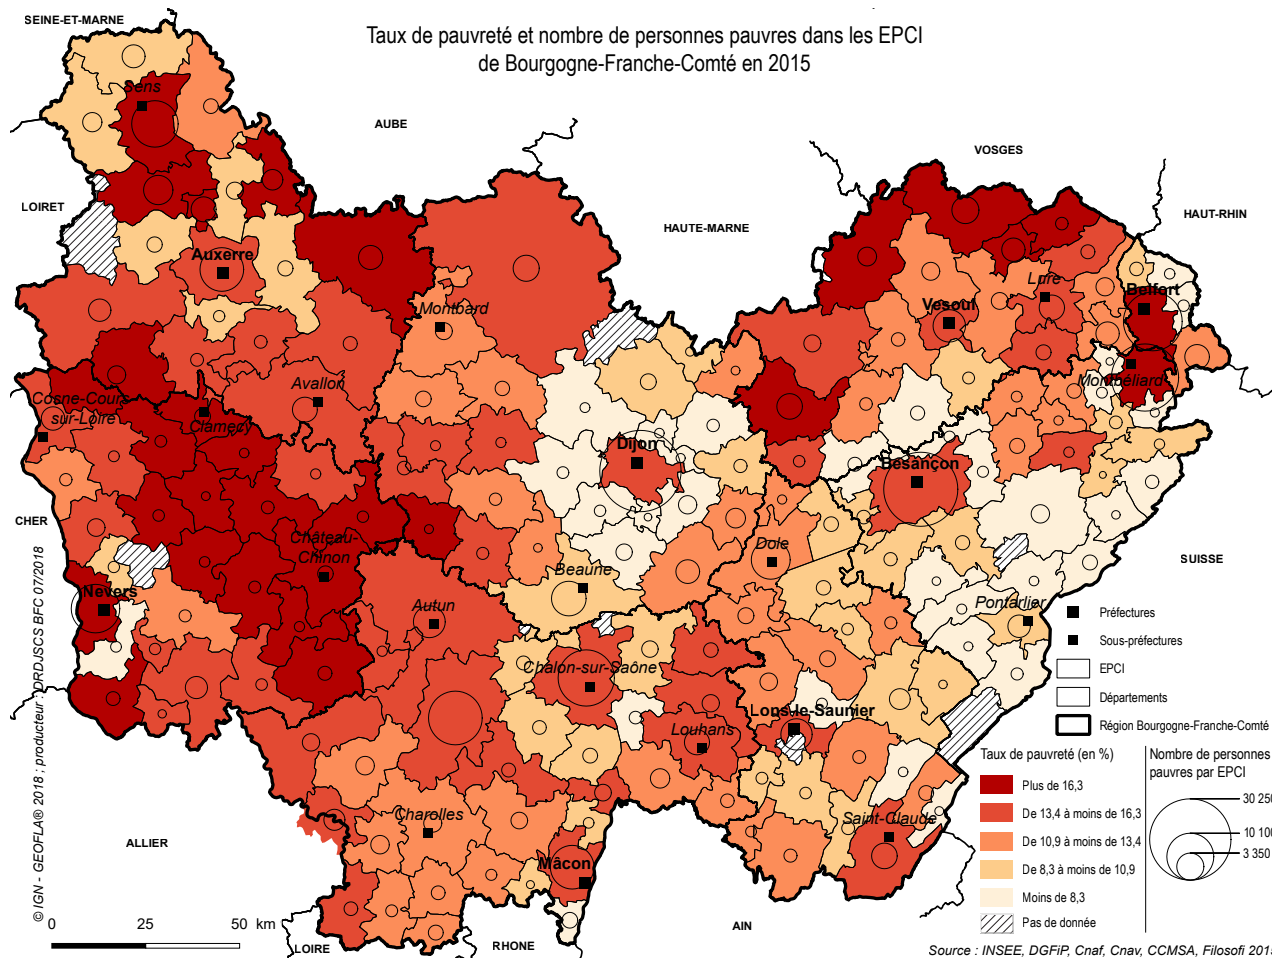 Taux de pauvreté et nombre de personnes pauvres dans les EPCI
de Bourgogne-Franche-Comté en 2015
SEINE-ET-MARNE
AUBE
VOSGES
HAUT-RHIN
LOIRET
HAUTE-MARNE
Sens
Auxerre
Montbard
Vesoul
Lure
Belfort
Montbéliard
Avallon
Cosne-Cours-
sur-Loire
Clamecy
Dijon
Besançon
CHER
Château-
Chinon
Dole
SUISSE
Beaune
Nevers
Autun
Pontarlier
Chalon-sur-Saône
Lons-le-Saunier
Louhans
Charolles
Saint-Claude
Mâcon
ALLIER
AIN
LOIRE
RHONE
Préfectures
Sous-préfectures
EPCI
Départements
Région Bourgogne-Franche-Comté
Taux de pauvreté (en %)
Plus de 16,3
De 13,4 à moins de 16,3
De 10,9 à moins de 13,4
De 8,3 à moins de 10,9
Moins de 8,3
Pas de donnée
Nombre de personnes
pauvres par EPCI
30 250
10 100
3 350
0 25 50 km
© IGN - GEOFLA® 2018 ; producteur : DRDJSCS BFC 07/2018
Source : INSEE, DGFiP, Cnaf, Cnav, CCMSA, Filosofi 2015